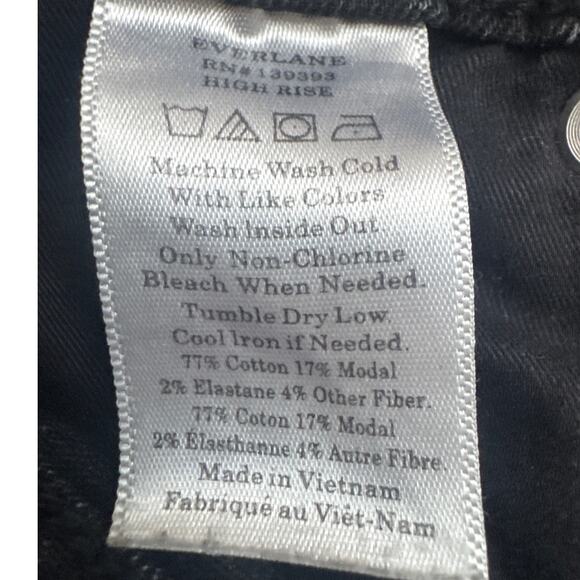 EVERLANE
RN# 139393
HIGH RISE
Machine Wash Cold
With Like Colors
Wash Inside Out
Only Non-Chlorine
Bleach When Needed.
Tumble Dry Low.
Cool Iron if Needed.
77% Cotton 17% Modal
2% Elastane 4% Other Fiber.
77% Coton 17% Modal
2% Élasthanne 4% Autre Fibre.
Made in Vietnam
Fabriqué au Viêt-Nam